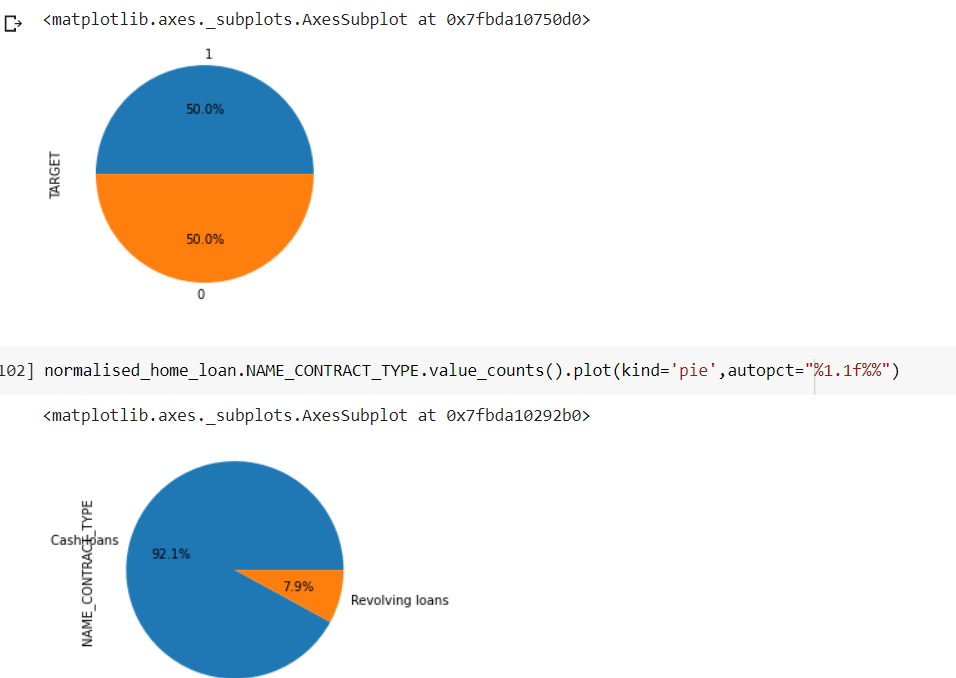 <matplotlib.axes._subplots.AxesSubplot at 0x7fbda10750d0>
1
50.0%
TARGET
50.0%
0
102] normalised_home_loan.NAME_CONTRACT_TYPE.value_counts().plot(kind='pie',autopct="%1.1f%%")
<matplotlib.axes._subplots.AxesSubplot at 0x7fbda10292b0>
NAME_CONTRACT_TYPE
Cash loans
92.1%
7.9%
Revolving loans